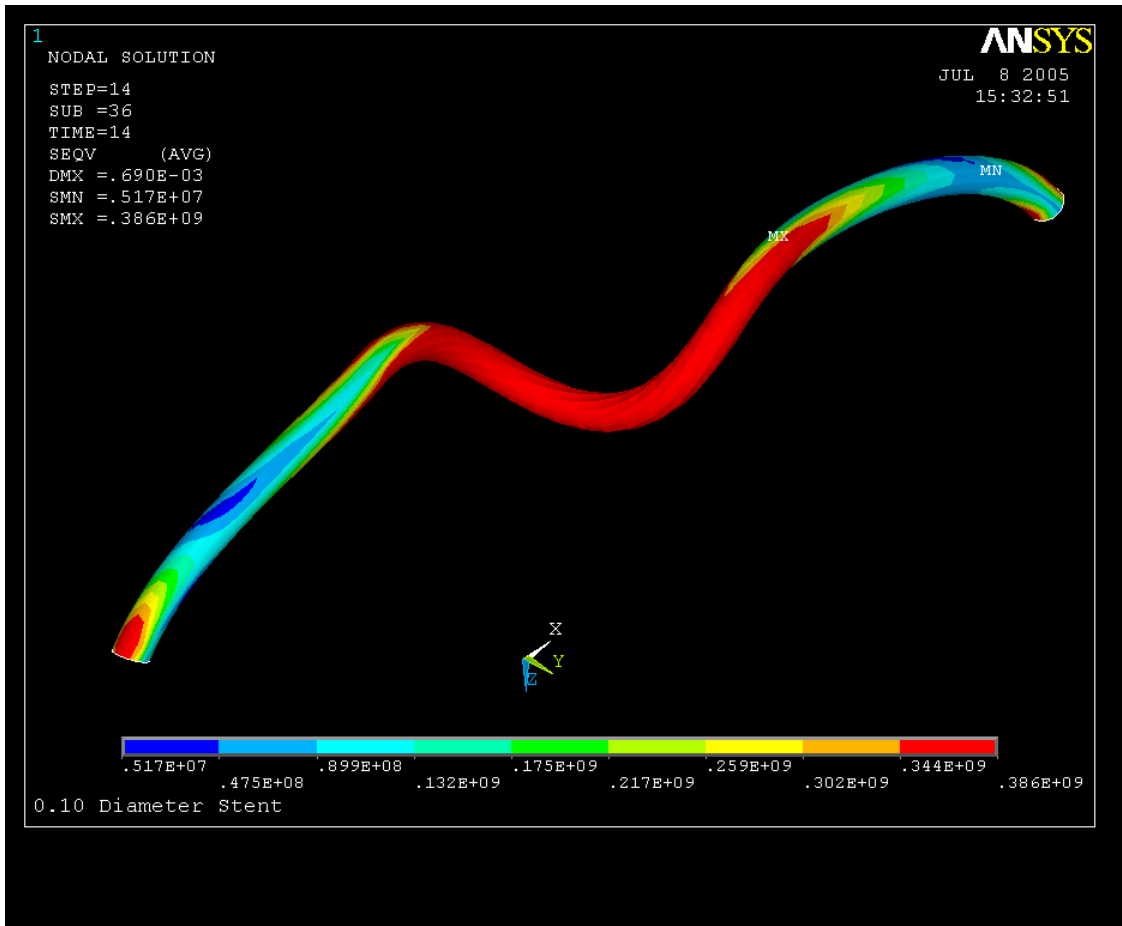 1
ANSYS
NODAL SOLUTION
JUL  8 2005
15:32:51
STEP=14
SUB =36
TIME=14
SEQV     (AVG)
DMX =.690E-03
SMN =.517E+07
SMX =.386E+09
MN
MX
X
Y
Z
.517E+07 .899E+08 .175E+09 .259E+09 .344E+09
.475E+08 .132E+09 .217E+09 .302E+09 .386E+09
0.10 Diameter Stent